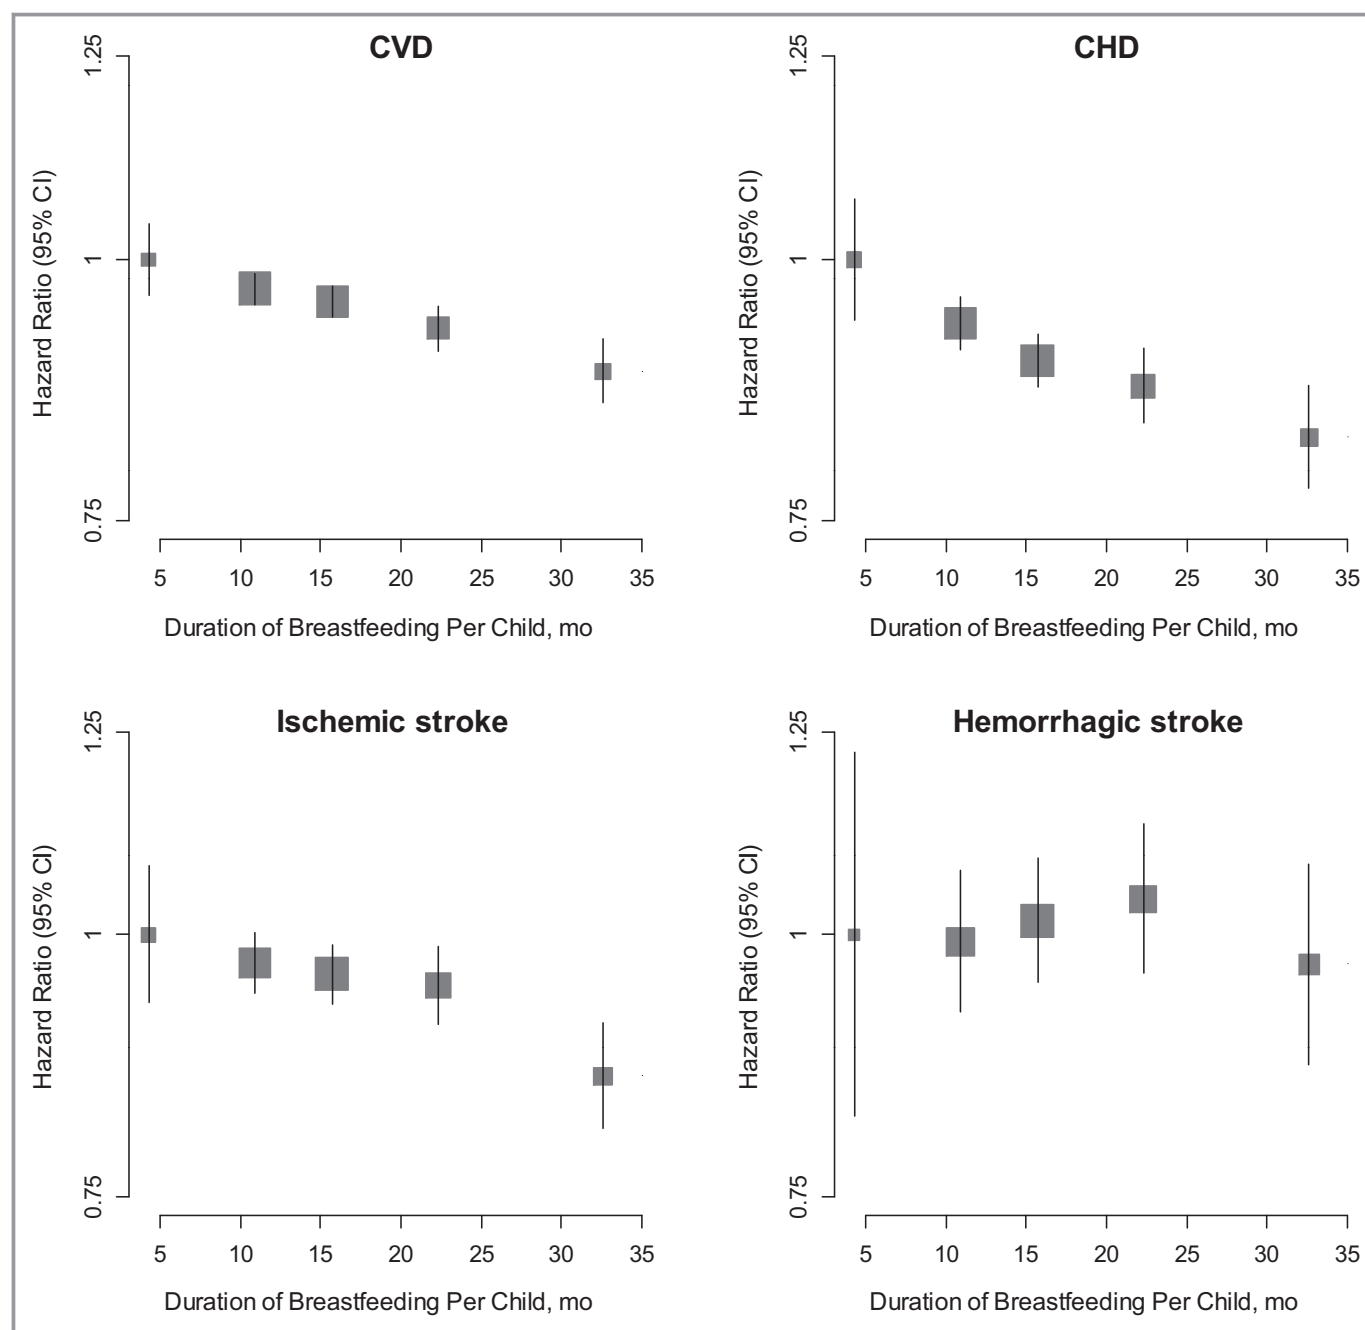 CVD
1.25
1
0.75
Hazard Ratio (95% CI)
5 10 15 20 25 30 35
Duration of Breastfeeding Per Child, mo
CHD
1.25
1
0.75
Hazard Ratio (95% CI)
5 10 15 20 25 30 35
Duration of Breastfeeding Per Child, mo
Ischemic stroke
1.25
1
0.75
Hazard Ratio (95% CI)
5 10 15 20 25 30 35
Duration of Breastfeeding Per Child, mo
Hemorrhagic stroke
1.25
1
0.75
Hazard Ratio (95% CI)
5 10 15 20 25 30 35
Duration of Breastfeeding Per Child, mo